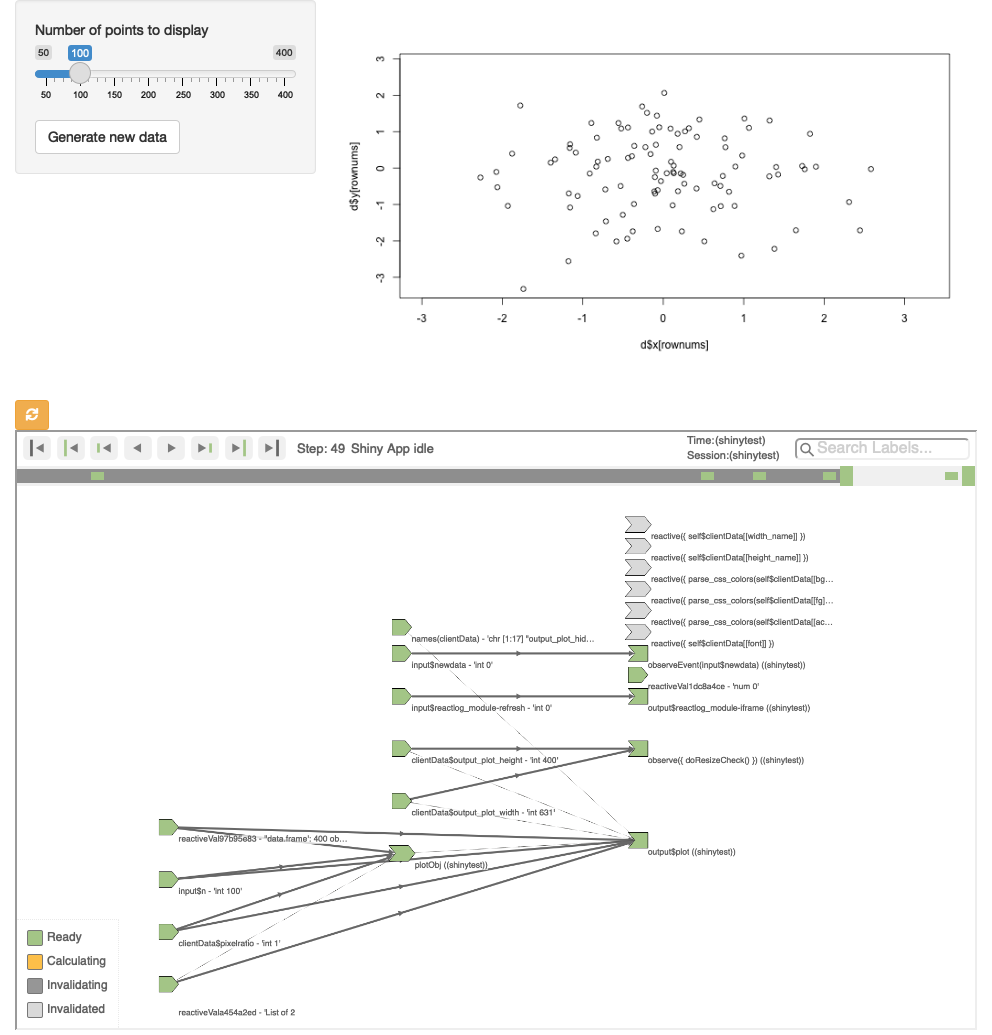 Number of points to display
50 100 400
50 100 150 200 250 300 350 400
Generate new data
3
2
1
0
-1
-2
-3
d$y[rownums]
-3 -2 -1 0 1 2 3
d$x[rownums]
Step: 49 Shiny App idle
Time:(shinytest)
Session:(shinytest)
Search Labels...
reactive({ self$clientData[[width_name]] })
reactive({ self$clientData[[height_name]] })
reactive({ parse_css_colors(self$clientData[[bg...
reactive({ parse_css_colors(self$clientData[[fg]...
reactive({ parse_css_colors(self$clientData[[ac...
reactive({ self$clientData[[font]] })
names(clientData) - 'chr [1:17] "output_plot_hid...
input$newdata - 'int 0'
observeEvent(input$newdata) ((shinytest))
reactiveVal1dc8a4ce - 'num 0'
input$reactlog_module-refresh - 'int 0'
output$reactlog_module-iframe ((shinytest))
clientData$output_plot_height - 'int 400'
observe({ doResizeCheck() }) ((shinytest))
clientData$output_plot_width - 'int 631'
reactiveVal97b95e83 - 'data.frame': 400 ob...
output$plot ((shinytest))
plotObj ((shinytest))
input$n - 'int 100'
clientData$pixelratio - 'int 1'
reactiveVala454a2ed - 'List of 2
Ready
Calculating
Invalidating
Invalidated